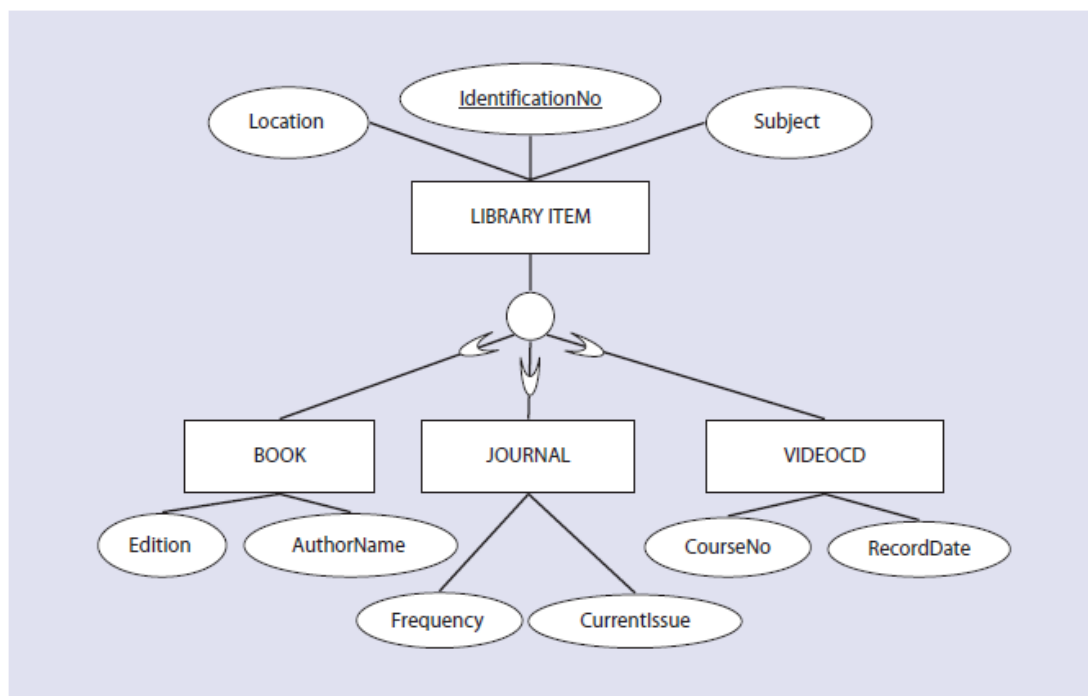 IdentificationNo
Location
Subject
LIBRARY ITEM
BOOK
JOURNAL
VIDEOCD
Edition
AuthorName
CourseNo
RecordDate
Frequency
CurrentIssue